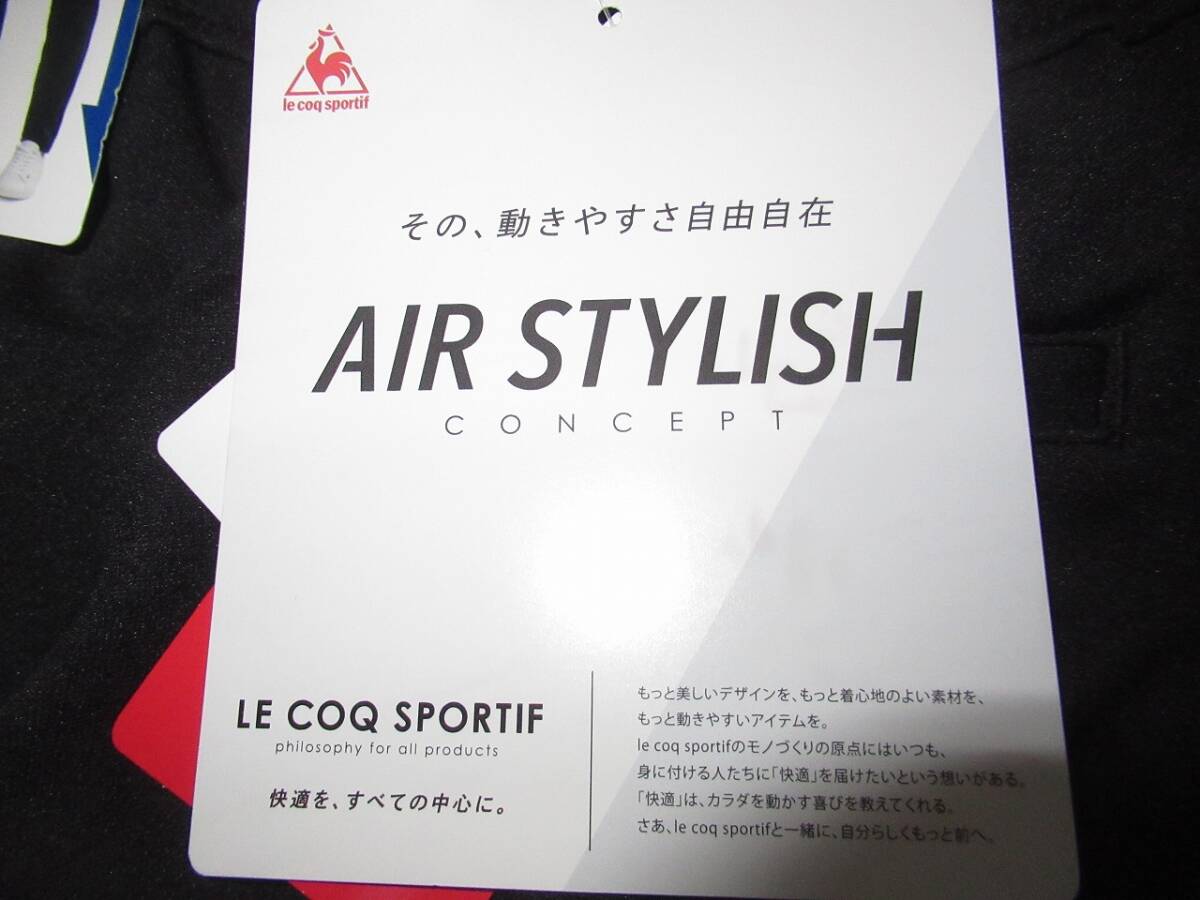 le coq sportif
その、動きやすさ自由自在
AIR STYLISH
CONCEPT
LE COQ SPORTIF
philosophy for all products
快適を、すべての中心に。
もっと美しいデザインを、もっと着心地のよい素材を、
もっと動きやすいアイテムを。
le coq sportifのモノづくりの原点にはいつも、
身に付ける人たちに「快適」を届けたいという想いがある。
「快適」は、カラダを動かす喜びを教えてくれる。
さあ、le coq sportifと一緒に、自分らしくもっと前へ。